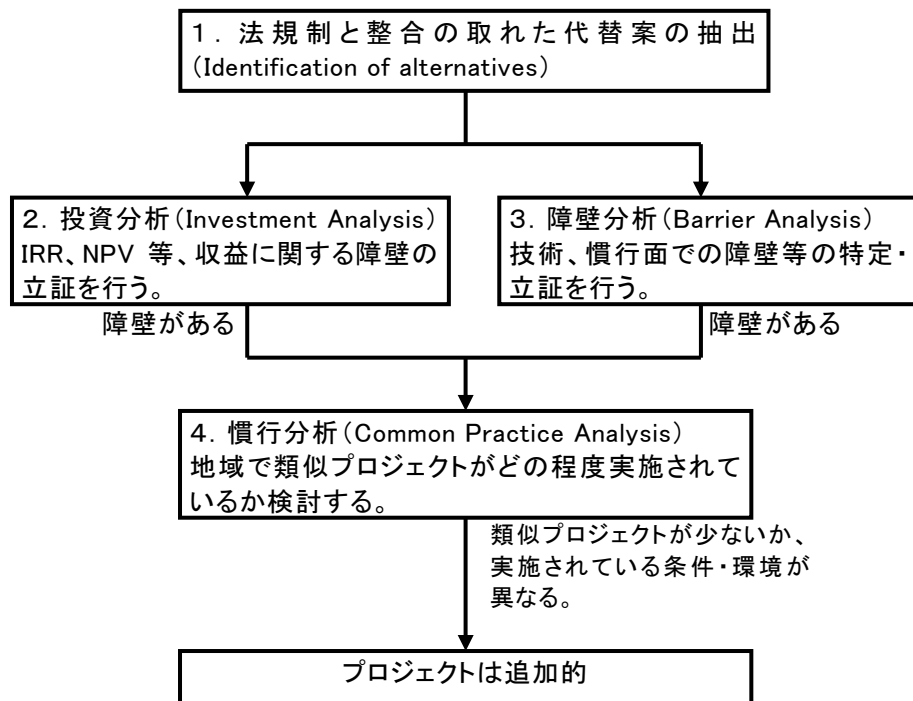 1. 法規制と整合の取れた代替案の抽出
(Identification of alternatives)
2. 投資分析(Investment Analysis)
IRR、NPV 等、収益に関する障壁の
立証を行う。
障壁がある
3. 障壁分析(Barrier Analysis)
技術、慣行面での障壁等の特定・
立証を行う。
障壁がある
4. 慣行分析(Common Practice Analysis)
地域で類似プロジェクトがどの程度実施されて
いるか検討する。
類似プロジェクトが少ないか、
実施されている条件・環境が
異なる。
プロジェクトは追加的